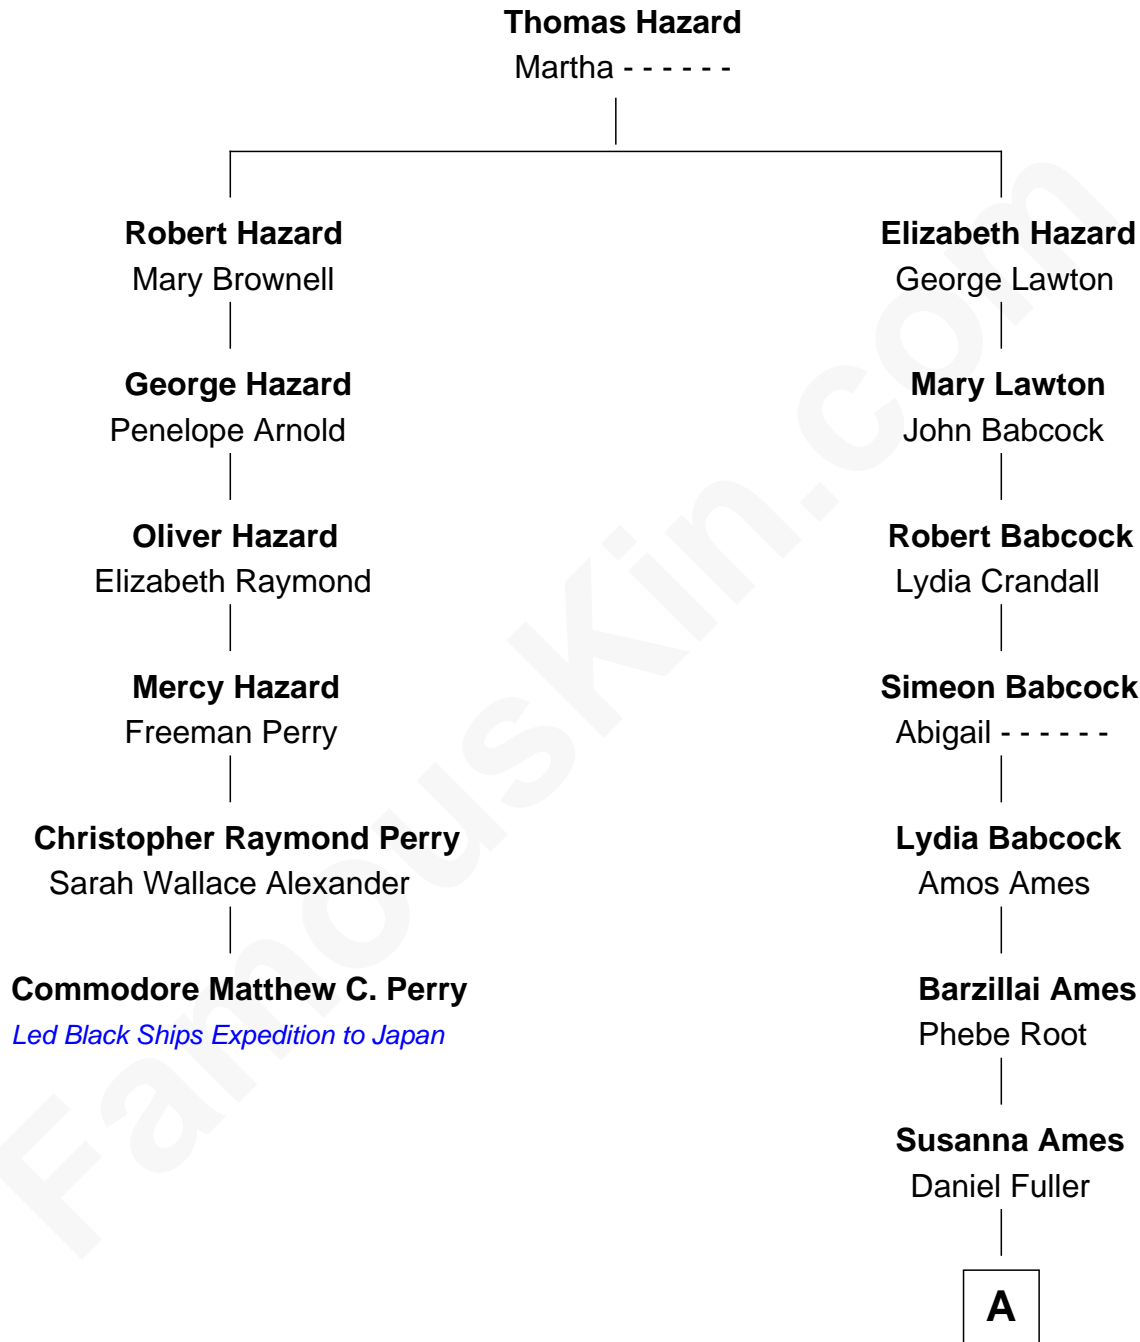 Thomas Hazard
Martha - - - - - -
Robert Hazard
Mary Brownell
George Hazard
Penelope Arnold
Oliver Hazard
Elizabeth Raymond
Mercy Hazard
Freeman Perry
Christopher Raymond Perry
Sarah Wallace Alexander
Commodore Matthew C. Perry
Led Black Ships Expedition to Japan
Elizabeth Hazard
George Lawton
Mary Lawton
John Babcock
Robert Babcock
Lydia Crandall
Simeon Babcock
Abigail - - - - - -
Lydia Babcock
Amos Ames
Barzillai Ames
Phebe Root
Susanna Ames
Daniel Fuller
A
FamousKin.com